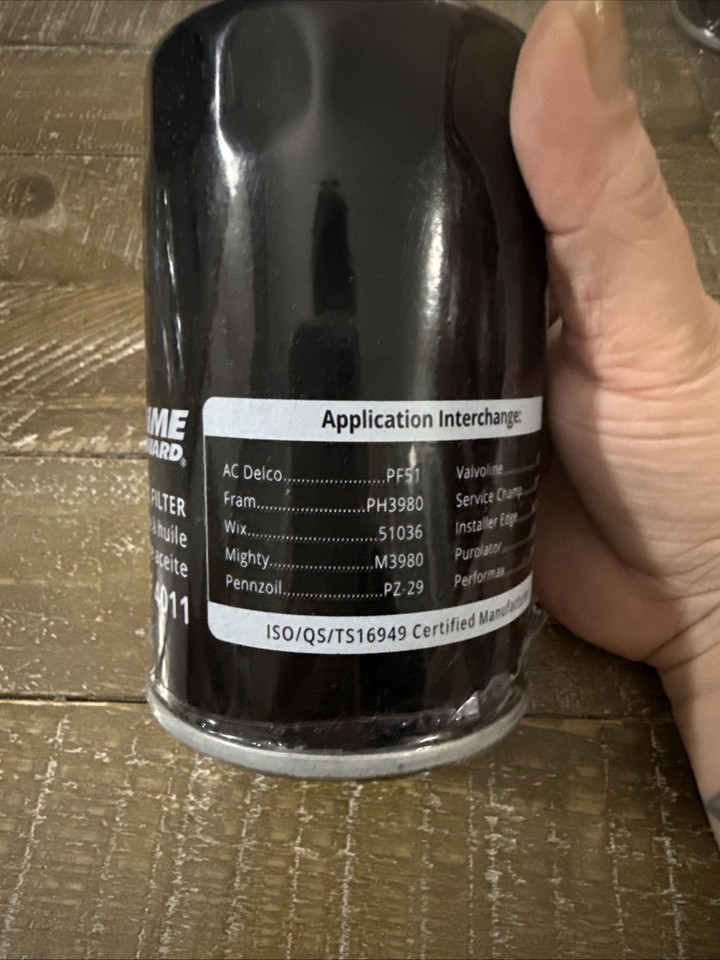 Application Interchange:
AC Delco.......................PF51
Fram.........................PH3980
Wix....................................51036
Mighty........................M3980
Pennzoil.......................PZ-29
Valvoline
Service Champ
Installer Edge
Purolator
Performax
ISO/QS/TS16949 Certified
FILTER
à huile
aceite
4011